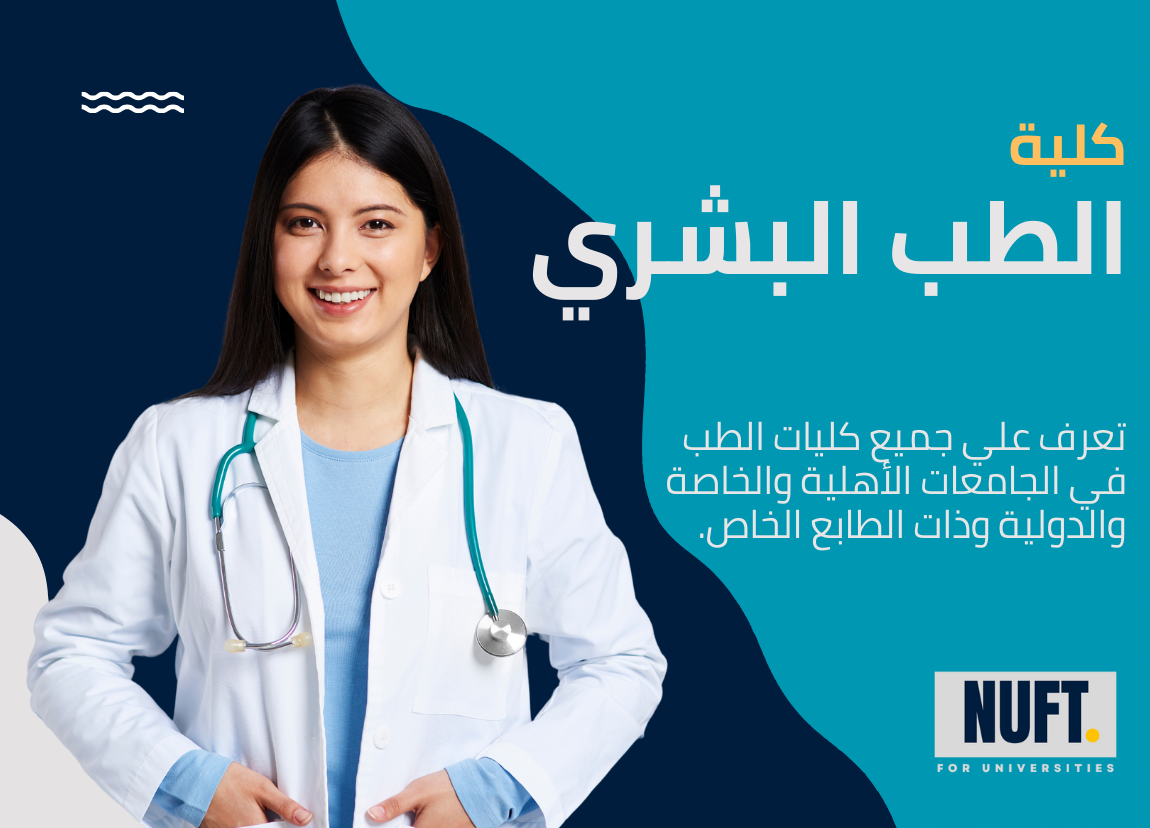 كلية
الطب البشري
تعرف علي جميع كليات الطب
في الجامعات الأهلية والخاصة
والدولية وذات الطابع الخاص.
NUFT.
FOR UNIVERSITIES